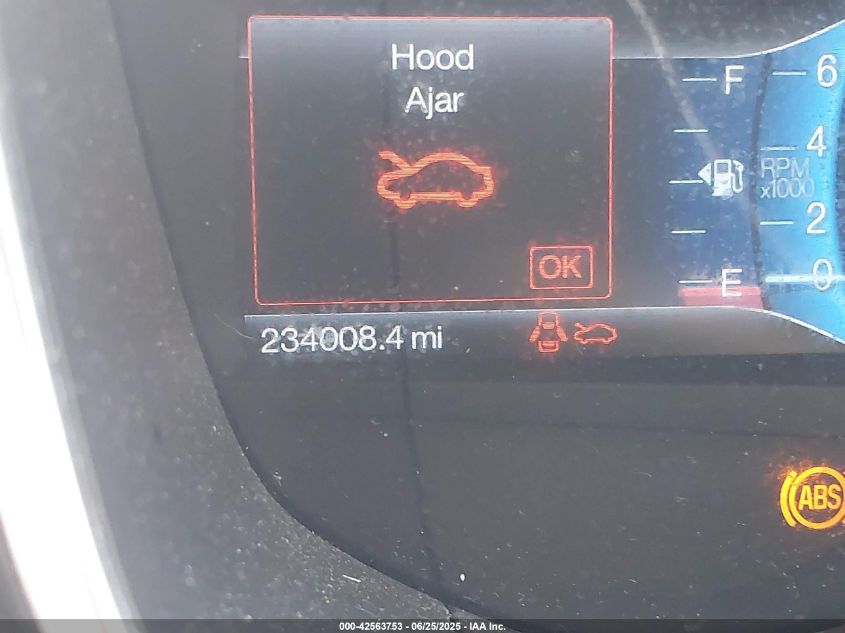 Hood
Ajar
OK
234008.4 mi
F
E
6
4
RPM
x1000
2
0
ABS
000-42563753 - 06/25/2025 - IAA Inc.